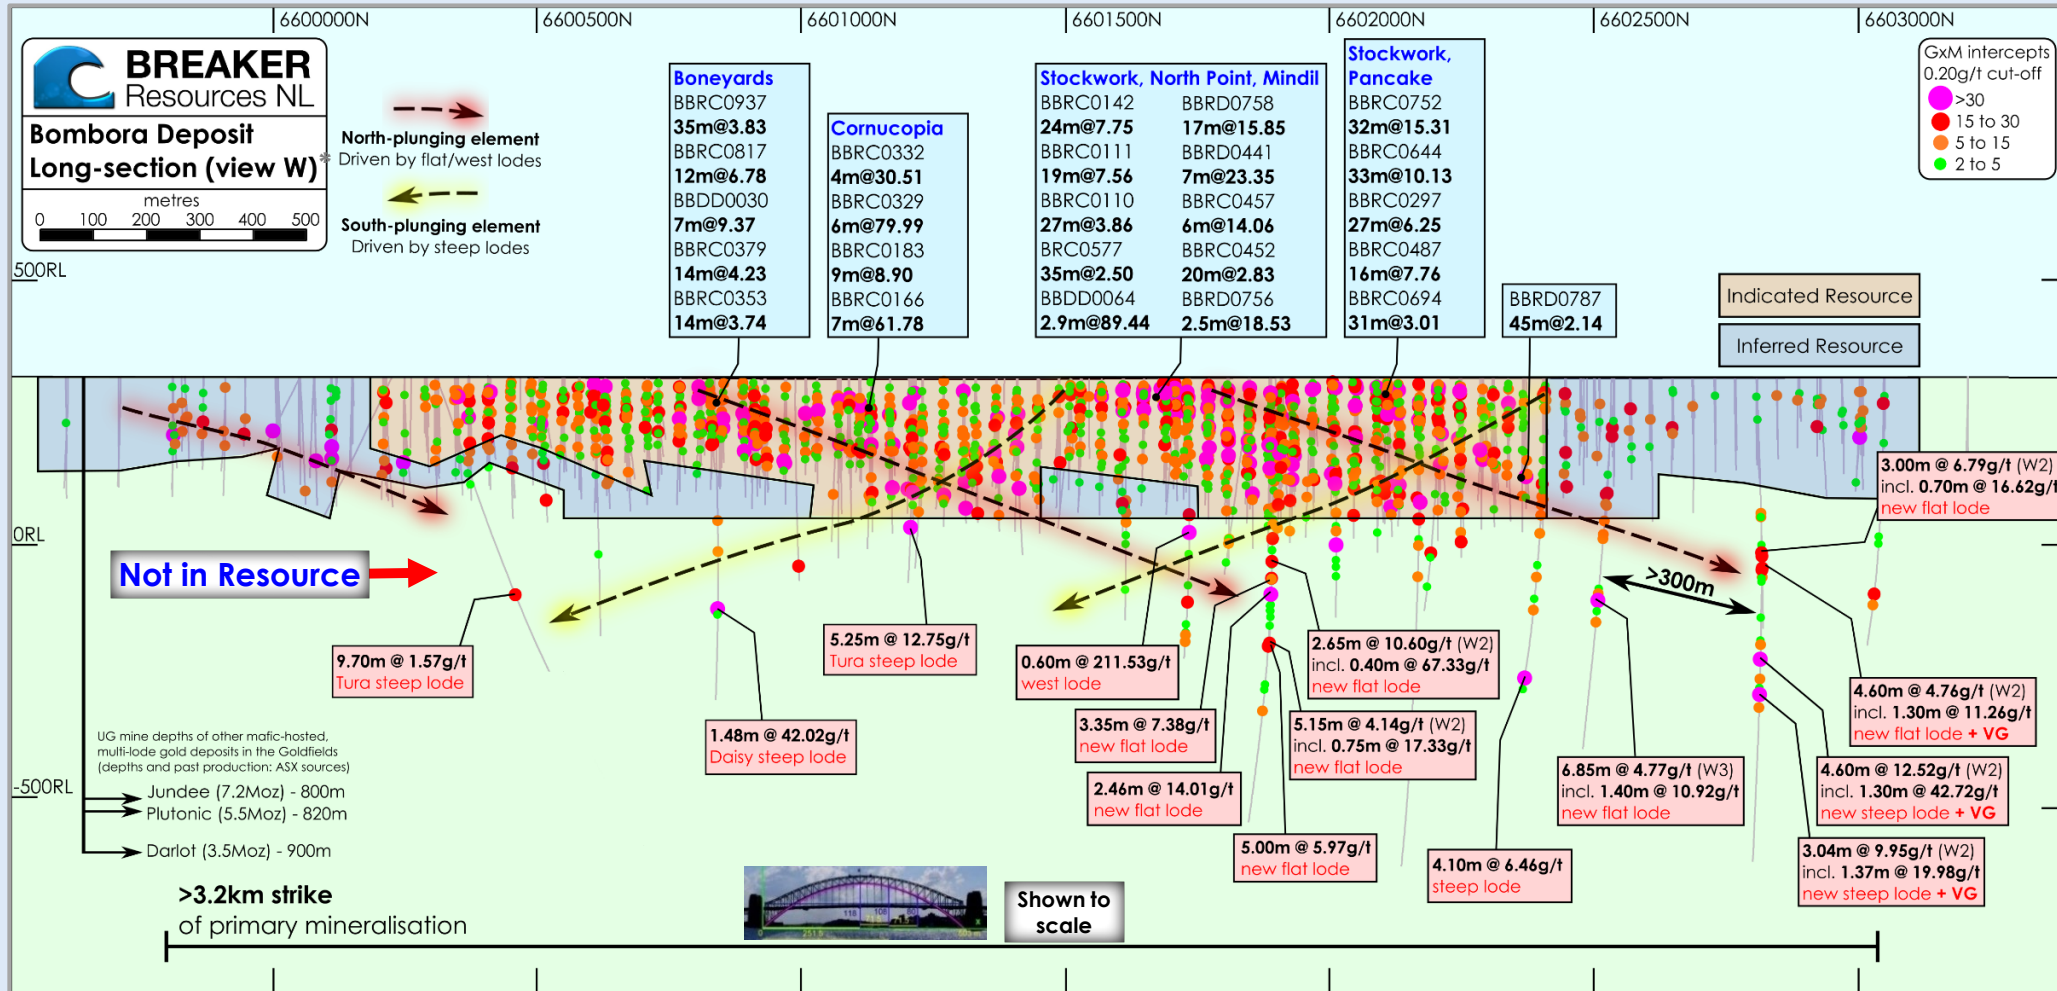 6600000N
6600500N
6601000N
6601500N
6602000N
6602500N
6603000N
BREAKER
Resources NL
Bombora Deposit
Long-section (view W)
metres
0 100 200 300 400 500
North-plunging element
Driven by flat/west lodes
South-plunging element
Driven by steep lodes
Boneyards
BBRC0937
35m@3.83
BBRC0817
12m@6.78
BBDD0030
7m@9.37
BBRC0379
14m@4.23
BBRC0353
14m@3.74
Cornucopia
BBRC0332
4m@30.51
BBRC0329
6m@79.99
BBRC0183
9m@8.90
BBRC0166
7m@61.78
Stockwork, North Point, Mindil
BBRC0142 BBRD0758
24m@7.75 17m@15.85
BBRC0111 BBRD0441
19m@7.56 7m@23.35
BBRC0110 BBRC0457
27m@3.86 6m@14.06
BRC0577 BBRC0452
35m@2.50 20m@2.83
BBDD0064 BBRD0756
2.9m@89.44 2.5m@18.53
Stockwork,
Pancake
BBRC0752
32m@15.31
BBRC0644
33m@10.13
BBRC0297
27m@6.25
BBRC0487
16m@7.76
BBRC0694
31m@3.01
BBRD0787
45m@2.14
GxM intercepts
0.20g/t cut-off
>30
15 to 30
5 to 15
2 to 5
Indicated Resource
Inferred Resource
500RL
0RL
-500RL
Not in Resource
>300m
3.00m @ 6.79g/t (W2)
incl. 0.70m @ 16.62g/t
new flat lode
9.70m @ 1.57g/t
Tura steep lode
1.48m @ 42.02g/t
Daisy steep lode
5.25m @ 12.75g/t
Tura steep lode
0.60m @ 211.53g/t
west lode
3.35m @ 7.38g/t
new flat lode
2.46m @ 14.01g/t
new flat lode
2.65m @ 10.60g/t (W2)
incl. 0.40m @ 67.33g/t
new flat lode
5.15m @ 4.14g/t (W2)
incl. 0.75m @ 17.33g/t
new flat lode
5.00m @ 5.97g/t
new flat lode
4.10m @ 6.46g/t
steep lode
6.85m @ 4.77g/t (W3)
incl. 1.40m @ 10.92g/t
new flat lode
4.60m @ 4.76g/t (W2)
incl. 1.30m @ 11.26g/t
new flat lode + VG
4.60m @ 12.52g/t (W2)
incl. 1.30m @ 42.72g/t
new steep lode + VG
3.04m @ 9.95g/t (W2)
incl. 1.37m @ 19.98g/t
new steep lode + VG
UG mine depths of other mafic-hosted,
multi-lode gold deposits in the Goldfields
(depths and past production: ASX sources)
Jundee (7.2Moz) - 800m
Plutonic (5.5Moz) - 820m
Darlot (3.5Moz) - 900m
>3.2km strike
of primary mineralisation
Shown to
scale